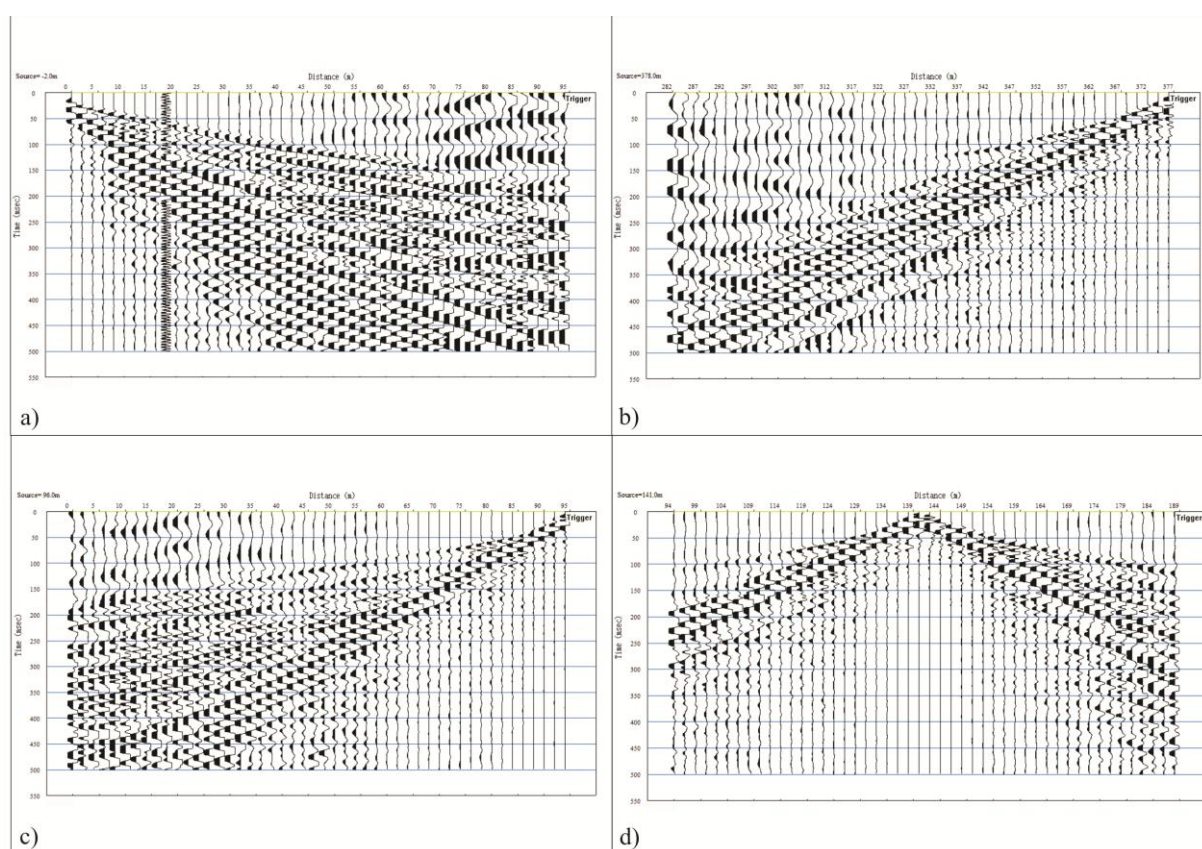 Source= -2.0m
Distance (m)
0 5 10 15 20 25 30 35 40 45 50 55 60 65 70 75 80 85 90 95
Trigger
0
50
100
150
200
250
300
350
400
450
500
550
Time (msec)
a)
Source=378.0m
Distance (m)
282 287 292 297 302 307 312 317 322 327 332 337 342 347 352 357 362 367 372 377
Trigger
0
50
100
150
200
250
300
350
400
450
500
550
Time (msec)
b)
Source= 96.0m
Distance (m)
0 5 10 15 20 25 30 35 40 45 50 55 60 65 70 75 80 85 90 95
Trigger
0
50
100
150
200
250
300
350
400
450
500
550
Time (msec)
c)
Source=141.0m
Distance (m)
94 99 104 109 114 119 124 129 134 139 144 149 154 159 164 169 174 179 184 189
Trigger
0
50
100
150
200
250
300
350
400
450
500
550
Time (msec)
d)